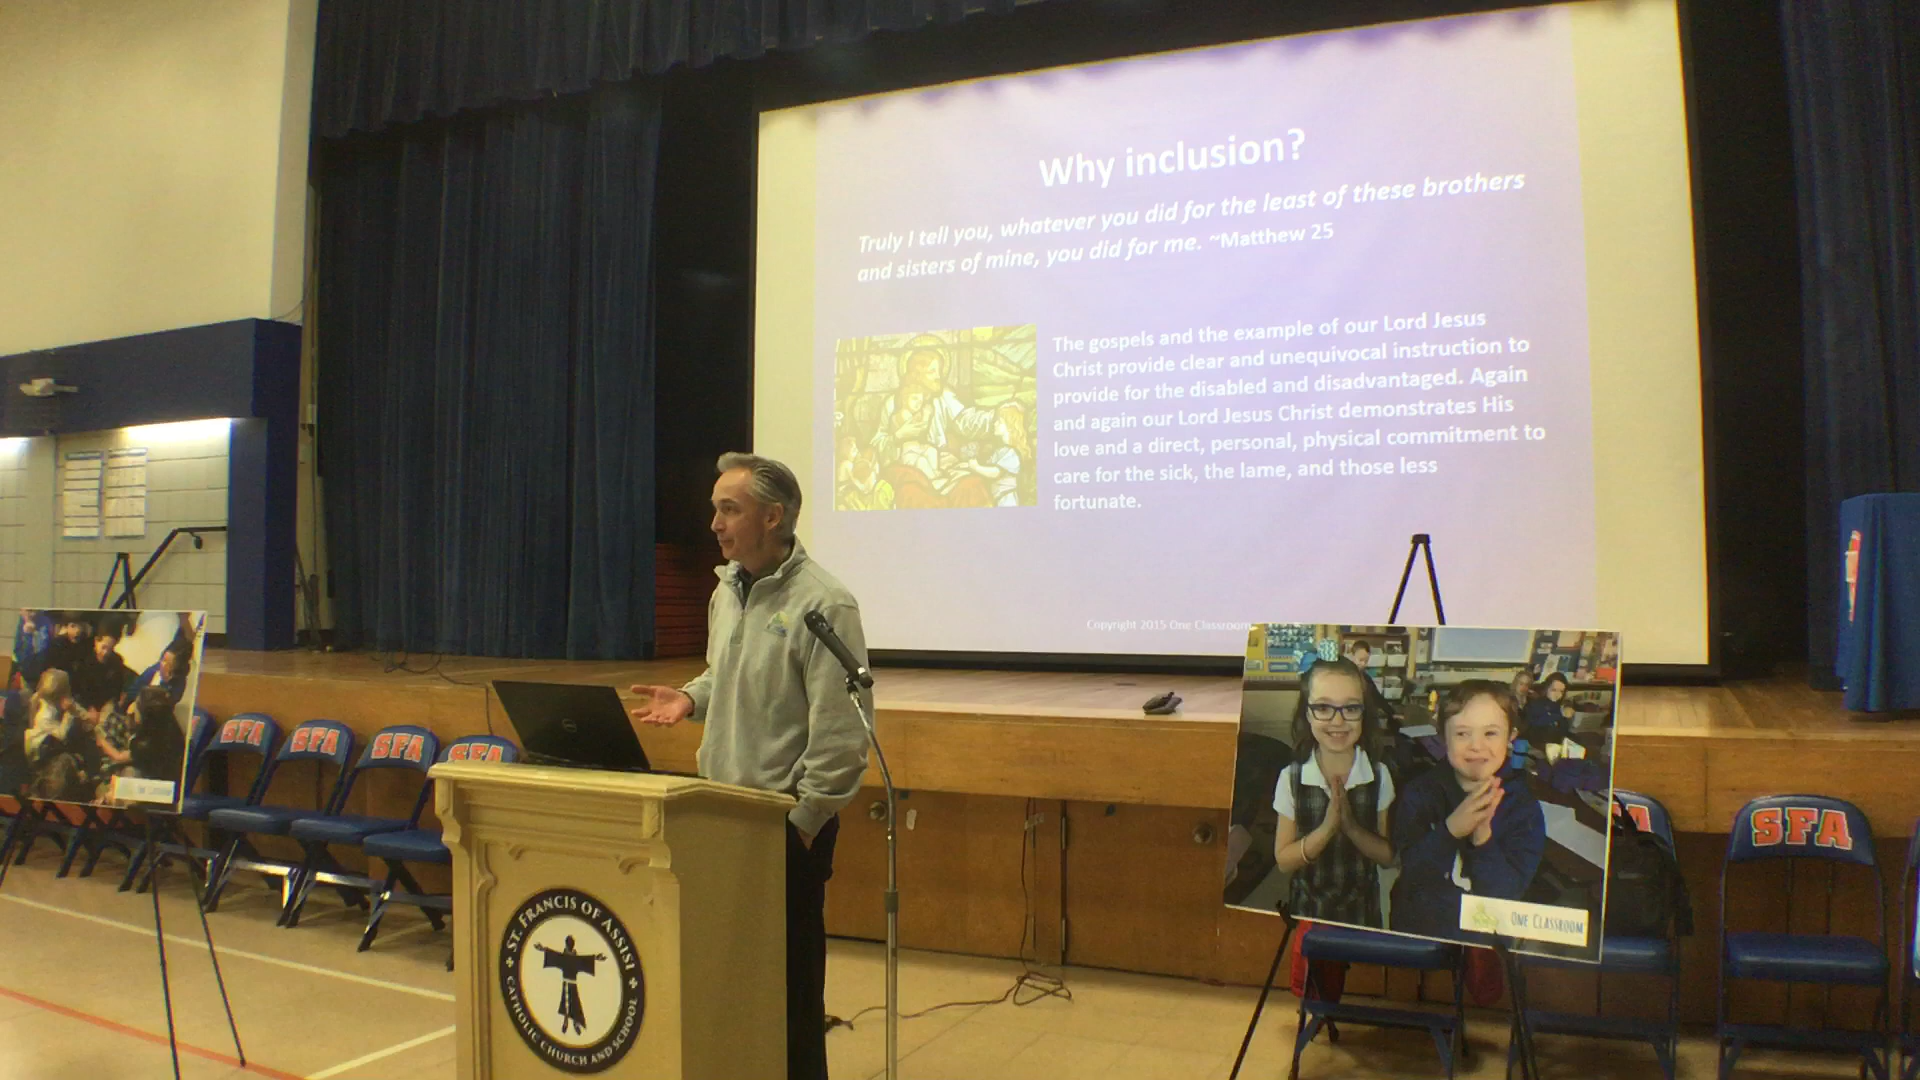 Why inclusion?
Truly I tell you, whatever you did for the least of these brothers
and sisters of mine, you did for me. ~Matthew 25
The gospels and the example of our Lord Jesus
Christ provide clear and unequivocal instruction to
provide for the disabled and disadvantaged. Again
and again our Lord Jesus Christ demonstrates His
love and a direct, personal, physical commitment to
care for the sick, the lame, and those less
fortunate.
Copyright 2015 One Classroom
SFA
SFA
SFA
SFA
SFA
ONE CLASSROOM
ST. FRANCIS OF ASSISI
CATHOLIC CHURCH AND SCHOOL